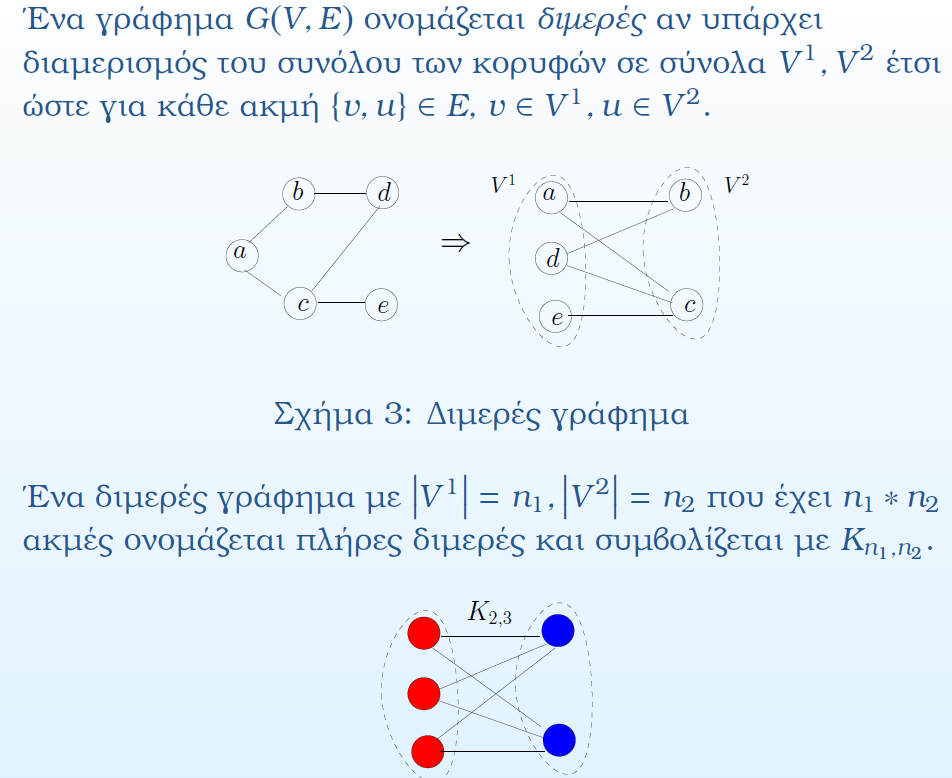 Ένα γράφημα G(V, E) ονομάζεται διμερές αν υπάρχει
διαμερισμός του συνόλου των κορυφών σε σύνολα V¹, V² έτσι
ώστε για κάθε ακμή {υ, u} ∈ E, υ ∈ V¹, u ∈ V².
b d
a
c e
⇒
V¹ a b V²
d
e c
Σχήμα 3: Διμερές γράφημα
Ένα διμερές γράφημα με |V¹| = n₁, |V²| = n₂ που έχει n₁ * n₂
ακμές ονομάζεται πλήρες διμερές και συμβολίζεται με Kₙ₁,ₙ₂.
K₂,₃